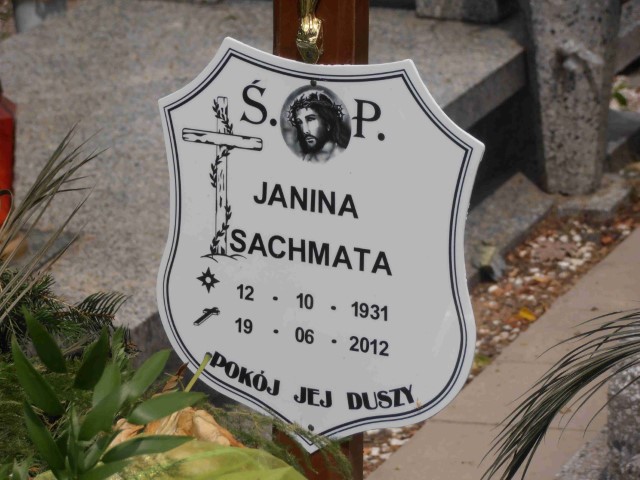 Ś. P.
JANINA
SACHMATA
12 · 10 · 1931
19 · 06 · 2012
POKÓJ JEJ DUSZY